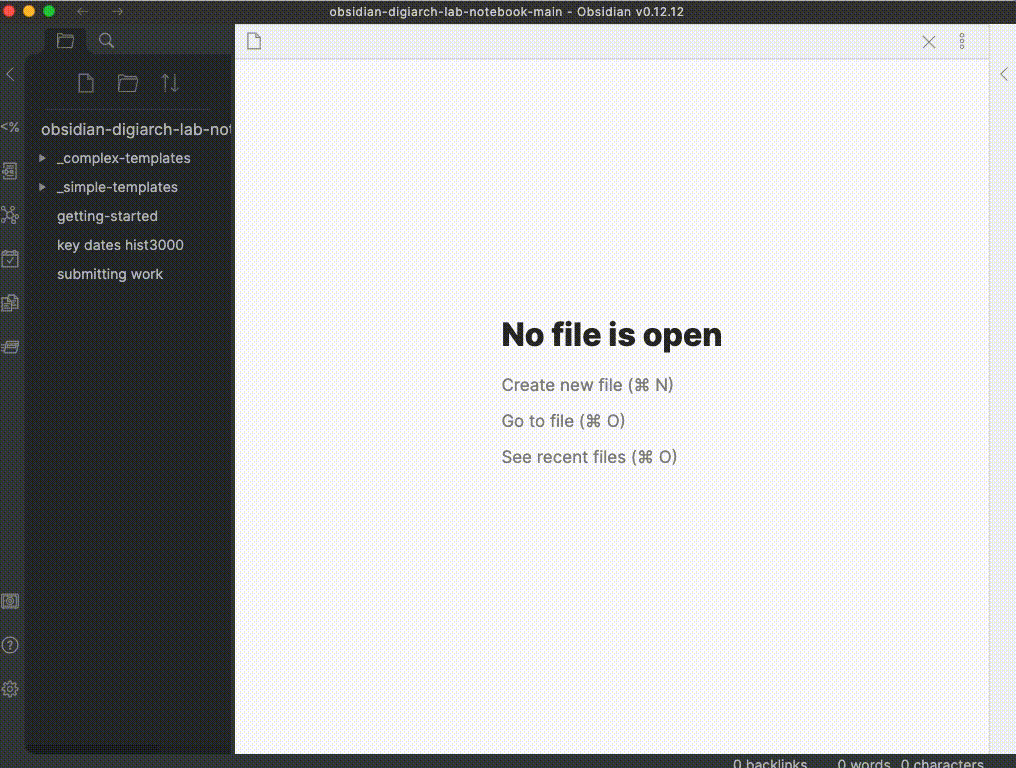 obsidian-digiarch-lab-notebook-main - Obsidian v0.12.12
obsidian-digiarch-lab-not
_complex-templates
_simple-templates
getting-started
key dates hist3000
submitting work
<%
No file is open
Create new file (⌘ N)
Go to file (⌘ O)
See recent files (⌘ O)
0 backlinks 0 words 0 characters